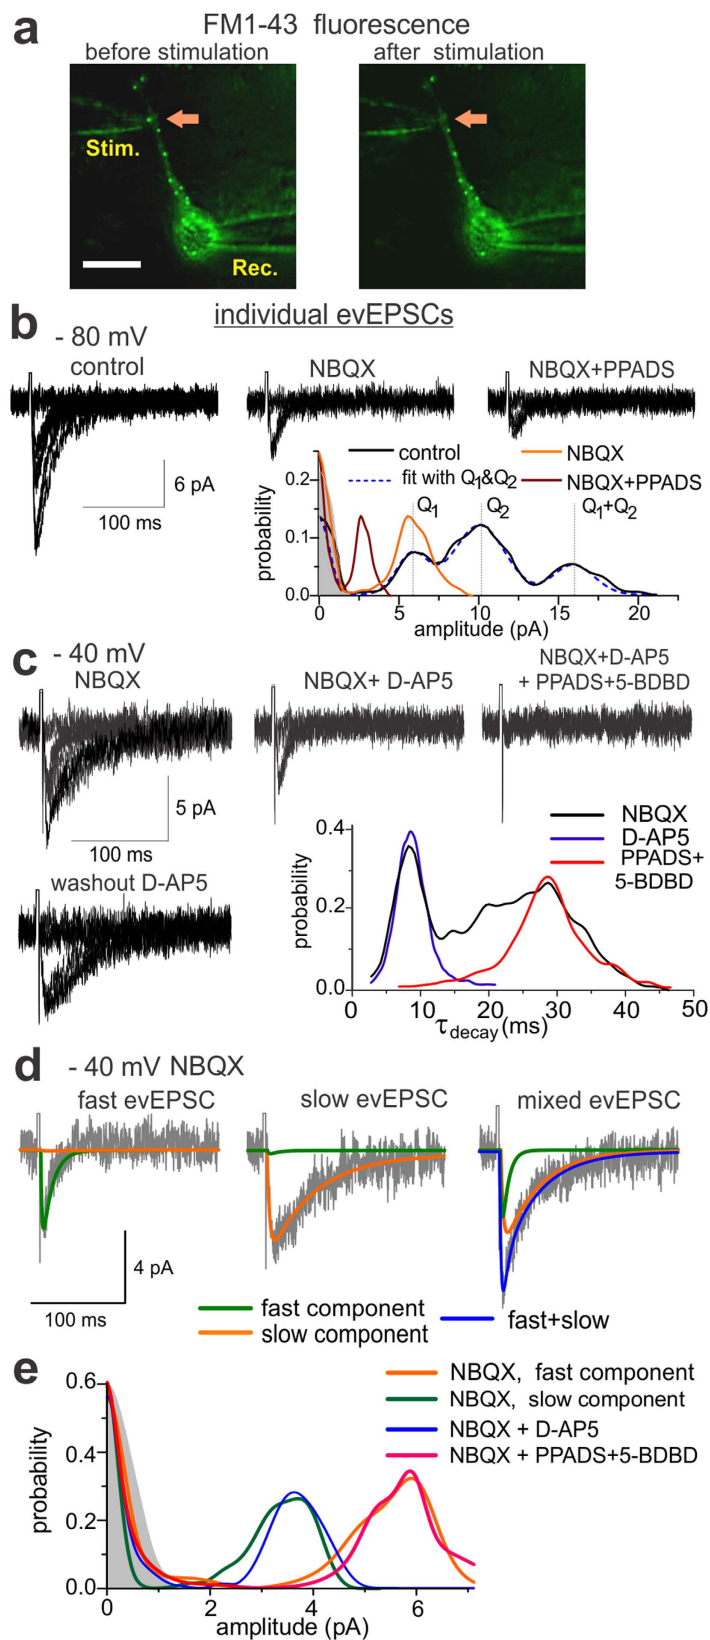 a
FM1-43 fluorescence
before stimulation
after stimulation
Stim.
Rec.
b
individual evEPSCs
- 80 mV
control
NBQX
NBQX+PPADS
6 pA
100 ms
control
NBQX
fit with Q1&Q2
NBQX+PPADS
Q1
Q2
Q1+Q2
probability
0.2
0.1
0.0
0
5
10
15
20
amplitude (pA)
c
- 40 mV
NBQX
NBQX+ D-AP5
NBQX+D-AP5
+ PPADS+5-BDBD
5 pA
100 ms
washout D-AP5
NBQX
D-AP5
PPADS+
5-BDBD
probability
0.4
0.2
0.0
0
10
20
30
40
50
τdecay(ms)
d
- 40 mV NBQX
fast evEPSC
slow evEPSC
mixed evEPSC
4 pA
100 ms
fast component
slow component
fast+slow
e
NBQX, fast component
NBQX, slow component
NBQX + D-AP5
NBQX + PPADS+5-BDBD
probability
0.6
0.4
0.2
0.0
0
2
4
6
amplitude (pA)